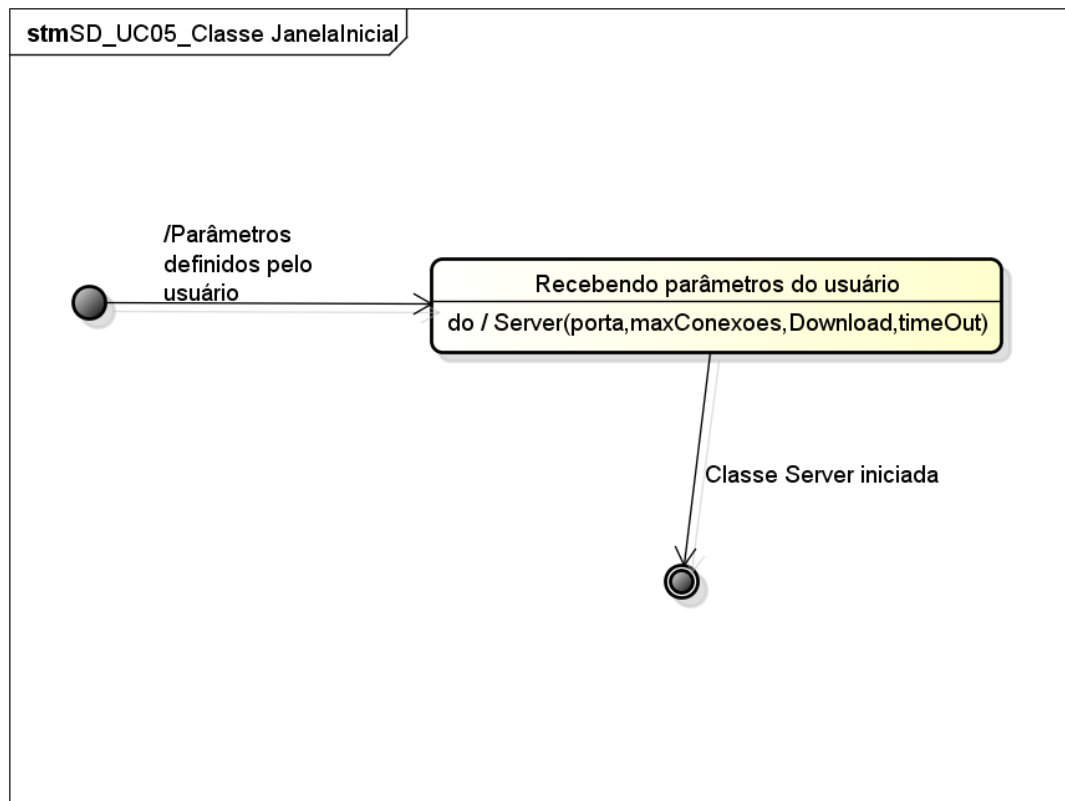 stmSD_UC05_Classe JanelaInicial
/Parâmetros
definidos pelo
usuário
Recebendo parâmetros do usuário
do / Server(porta,maxConexoes,Download,timeOut)
Classe Server iniciada